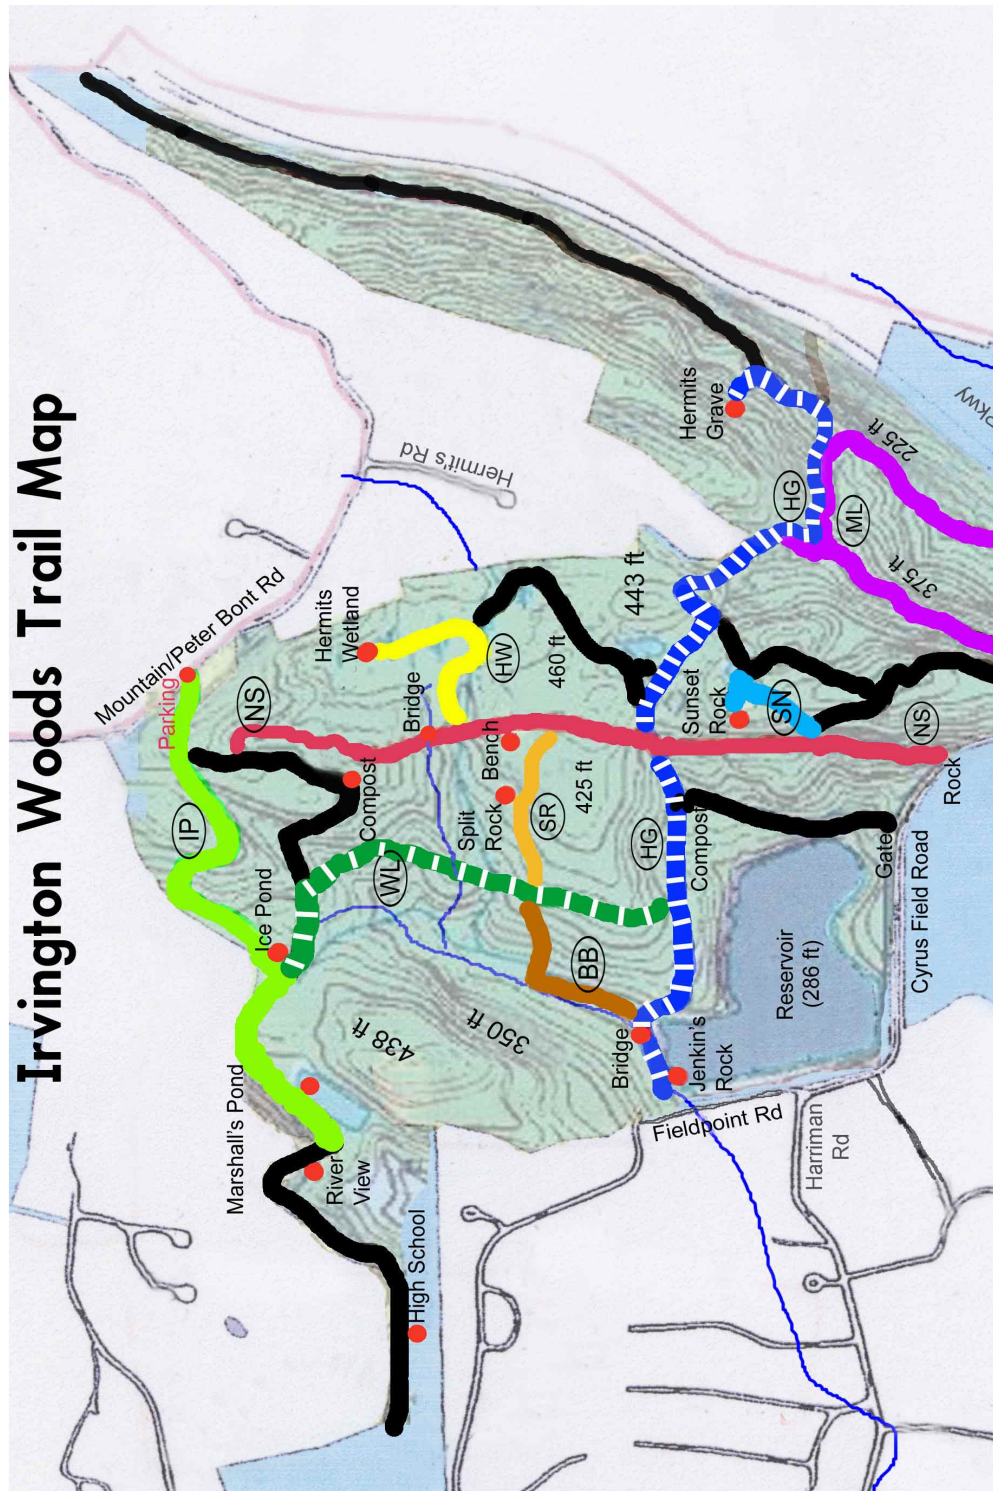 Irvington Woods Trail Map
Mountain/Peter Bont Rd
Parking
Hermit's Rd
Hermits
Wetland
Hermits
Grave
NS
IP
Ice Pond
Compost
WL
Bridge
HW
460 ft
443 ft
Bench
Split
Rock
SR
425 ft
HG
ML
225 ft
375 ft
Pkwy
Sunset
Rock
SN
NS
Rock
HG
Compost
Gate
Cyrus Field Road
Reservoir
(286 ft)
BB
350 ft
438 ft
Bridge
Jenkin's
Rock
Fieldpoint Rd
Harriman
Rd
Marshall's Pond
River
View
High School